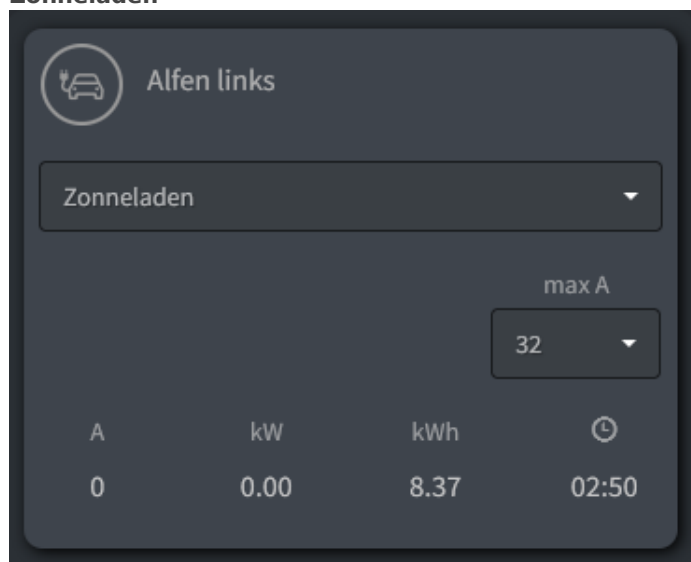 Zonneladen
Alfen links
Zonneladen
max A
32
A kW kWh
0 0.00 8.37 02:50